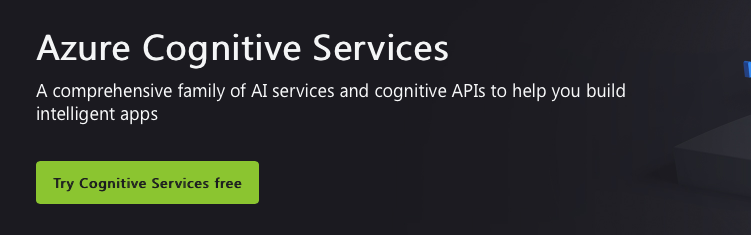 Azure Cognitive Services
A comprehensive family of AI services and cognitive APIs to help you build
intelligent apps
Try Cognitive Services free